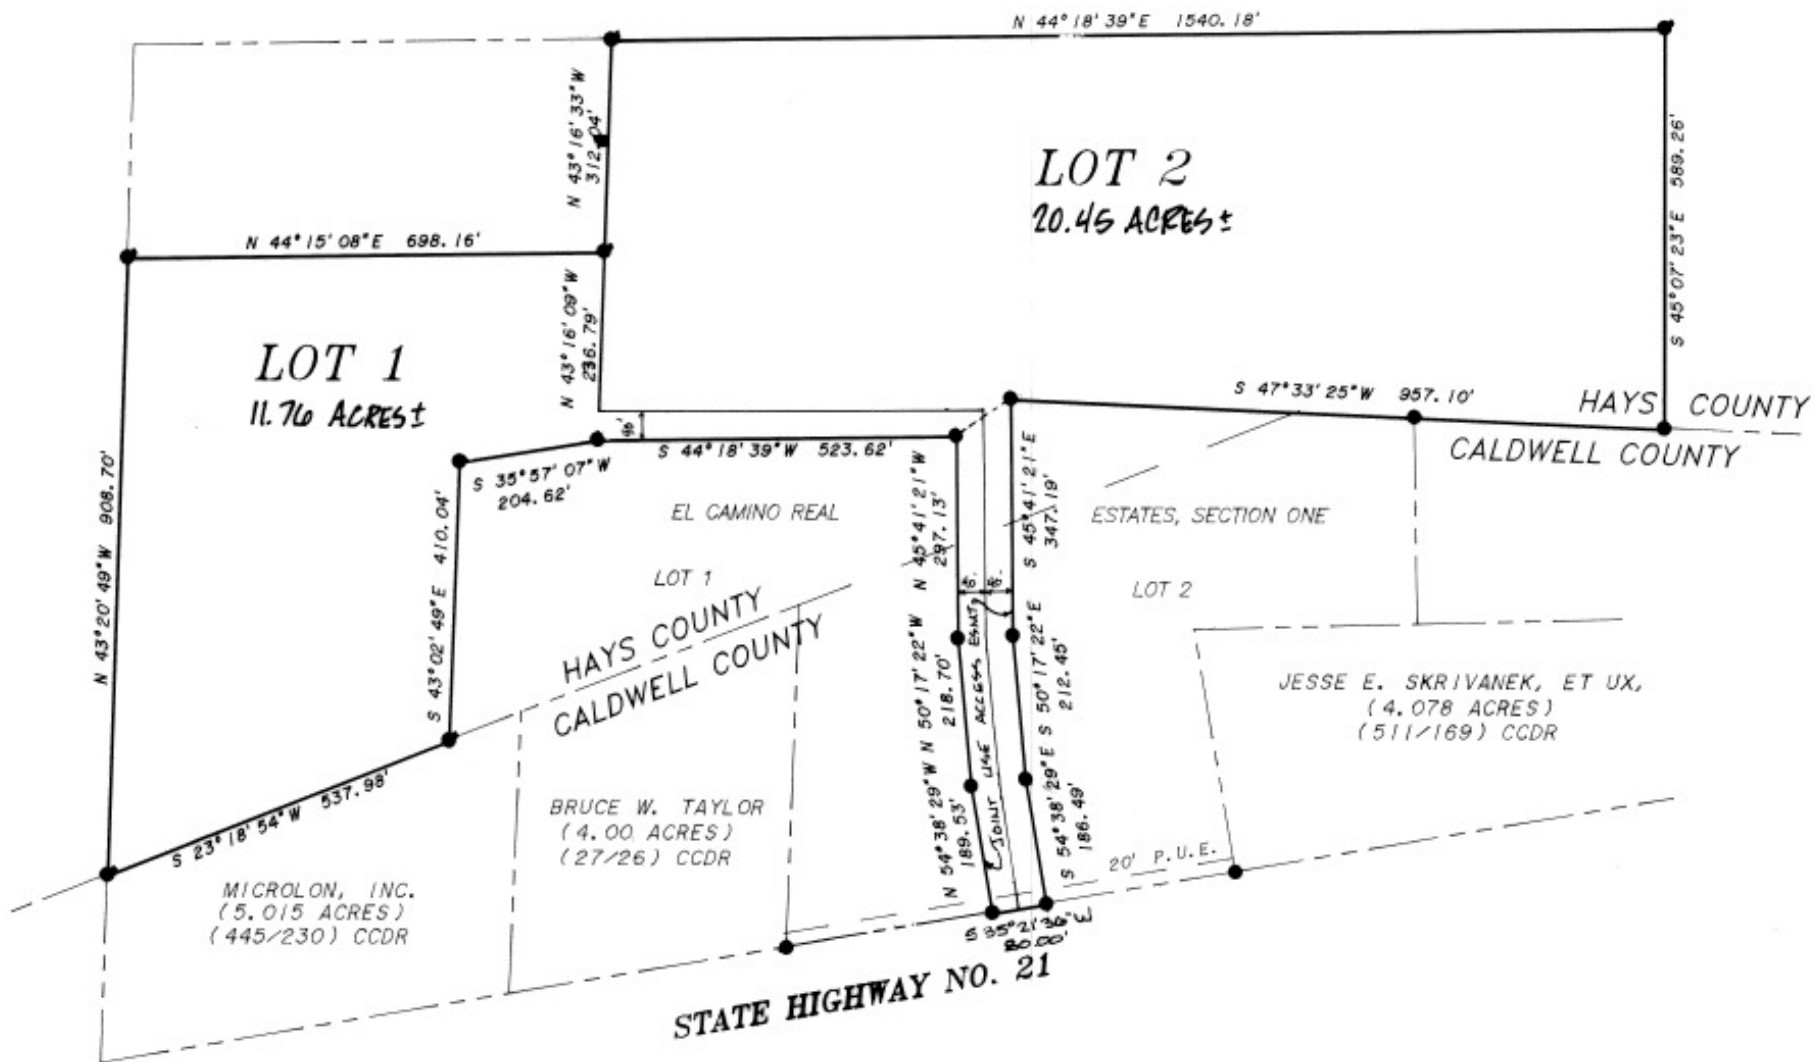 N 44°18'39"E 1540.18'
N 43°16'33"W
312.04'
LOT 2
20.45 ACRES±
S 45°07'23"E 589.26'
N 44°15'08"E 698.16'
LOT 1
11.76 ACRES±
N 43°16'09"W
236.79'
S 47°33'25"W 957.10'
HAYS COUNTY
CALDWELL COUNTY
S 44°18'39"W 523.62'
S 35°57'07"W
204.62'
N 43°20'49"W 908.70'
S 43°02'49"E 410.04'
EL CAMINO REAL
ESTATES, SECTION ONE
LOT 1
LOT 2
HAYS COUNTY
CALDWELL COUNTY
N 45°41'21"W
297.13'
S 45°41'21"E
347.19'
N 50°17'22"W
218.70'
S 50°17'22"E
212.45'
JOINT USE ACCESS ESMT.
N 54°38'29"W
189.53'
S 54°38'29"E
186.49'
JESSE E. SKRIVANEK, ET UX,
(4.078 ACRES)
(511/169) CCDR
S 23°18'54"W 537.98'
BRUCE W. TAYLOR
(4.00 ACRES)
(27/26) CCDR
MICROLON, INC.
(5.015 ACRES)
(445/230) CCDR
20' P.U.E.
S 35°21'36"
80.00'
STATE HIGHWAY NO. 21